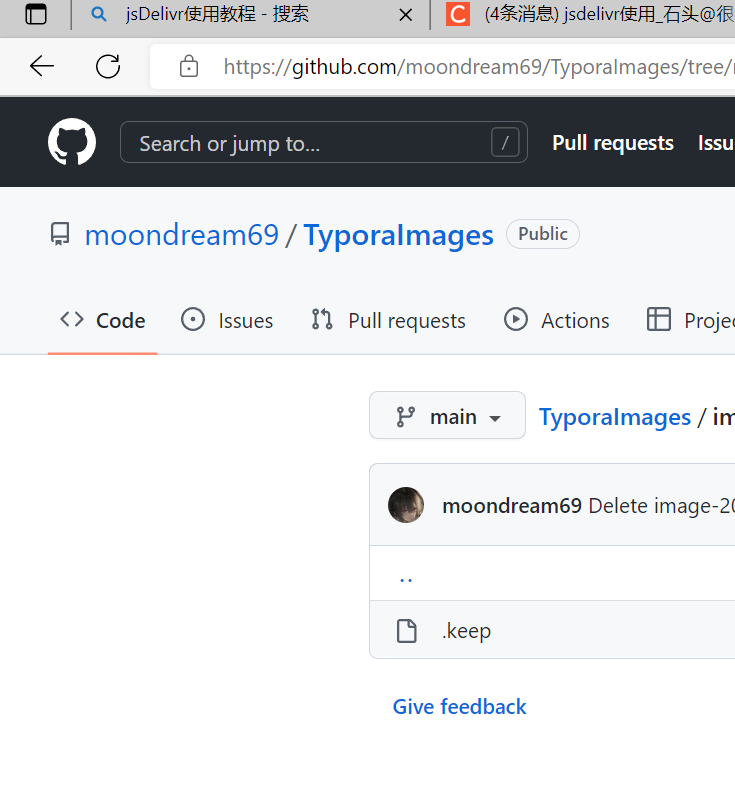 jsDelivr使用教程 - 搜索
(4条消息) jsdelivr使用_石头@很
https://github.com/moondream69/TyporaImages/tree/
Search or jump to...
/
Pull requests
Issu
moondream69 / TyporaImages
Public
Code
Issues
Pull requests
Actions
Projec
main
TyporaImages / im
moondream69 Delete image-20
..
.keep
Give feedback